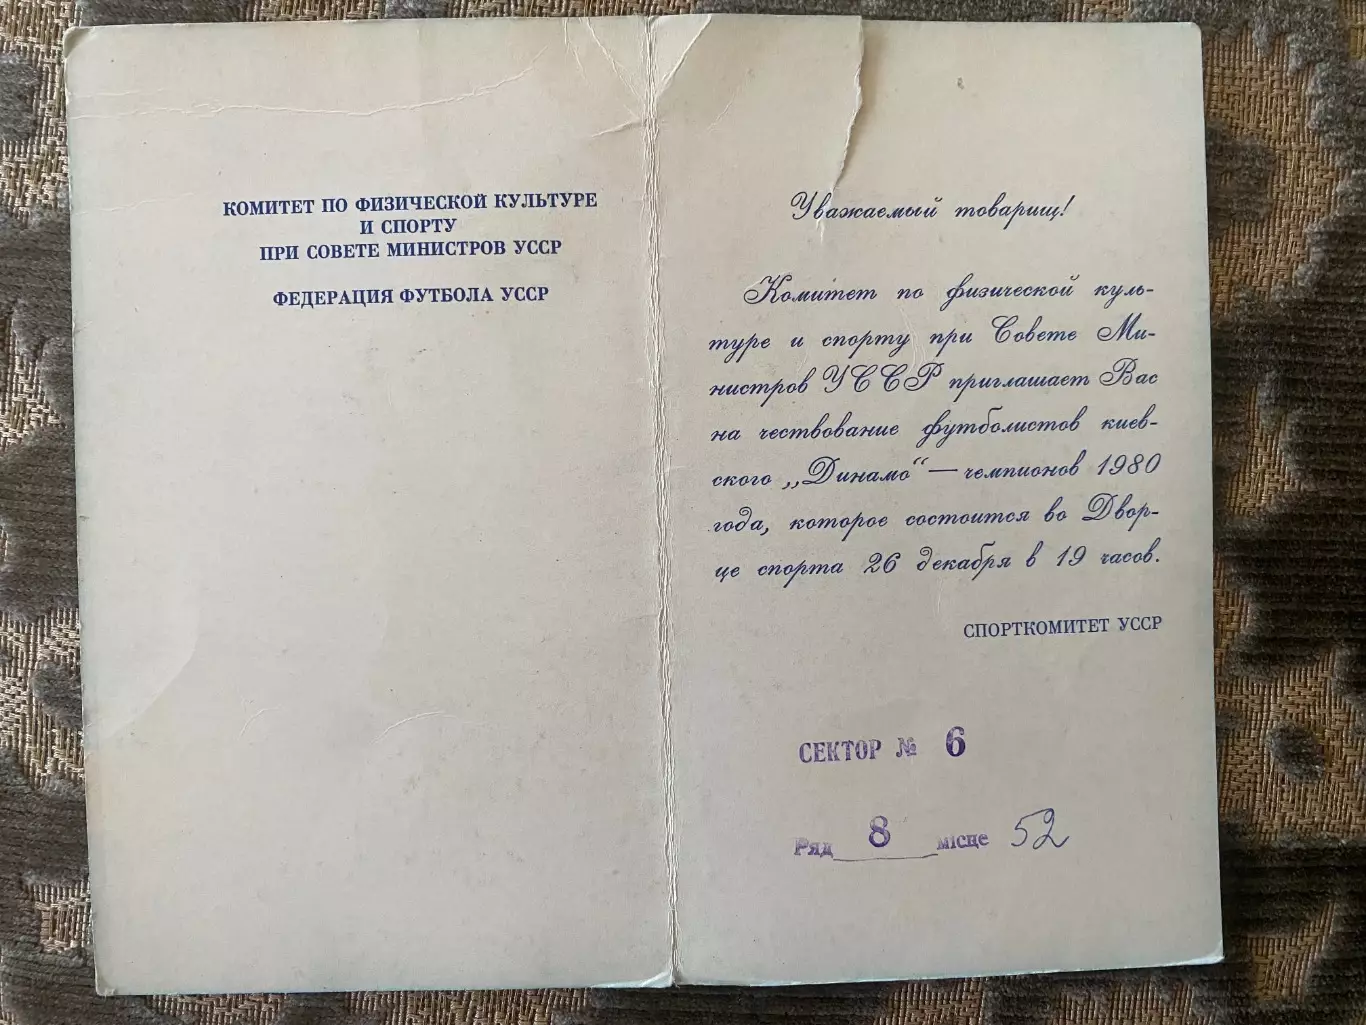 КОМИТЕТ ПО ФИЗИЧЕСКОЙ КУЛЬТУРЕ
И СПОРТУ
ПРИ СОВЕТЕ МИНИСТРОВ УССР
ФЕДЕРАЦИЯ ФУТБОЛА УССР
Уважаемый товарищ!
Комитет по физической куль-
туре и спорту при Совете Ми-
нистров УССР приглашает Вас
на чествование футболистов киев-
ского „Динамо“ — чемпионов 1980
года, которое состоится во Двор-
це спорта 26 декабря в 19 часов.
СПОРТКОМИТЕТ УССР
СЕКТОР № 6
Ряд 8 місце 52